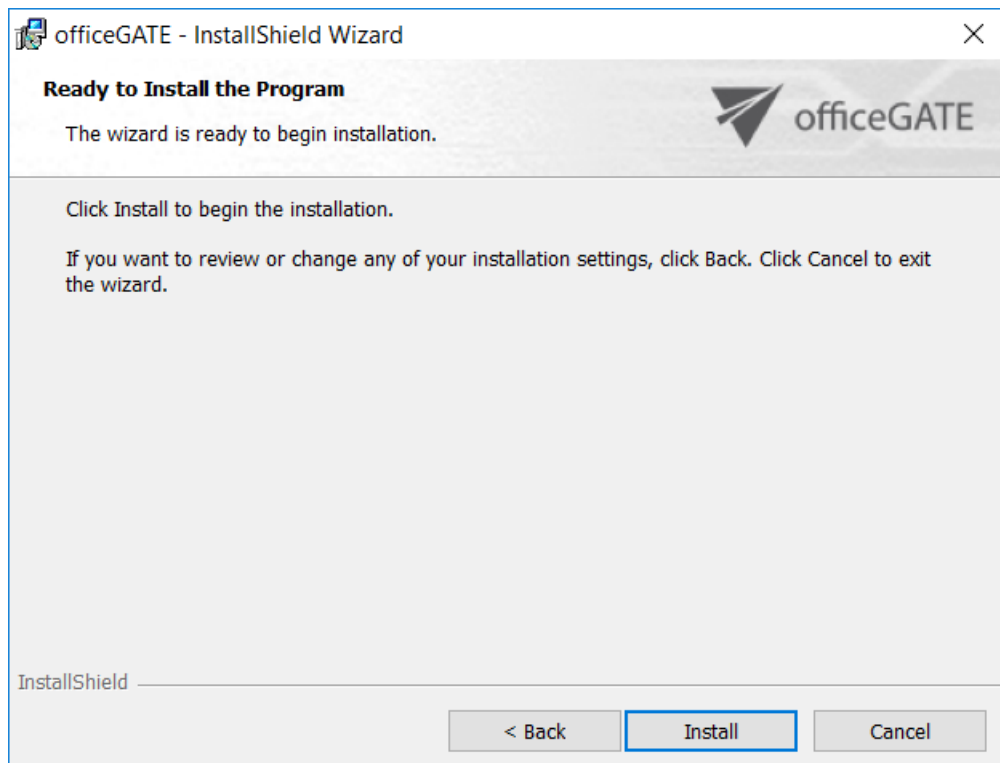 officeGATE - InstallShield Wizard
Ready to Install the Program
The wizard is ready to begin installation.
officeGATE
Click Install to begin the installation.
If you want to review or change any of your installation settings, click Back. Click Cancel to exit
the wizard.
InstallShield
< Back
Install
Cancel